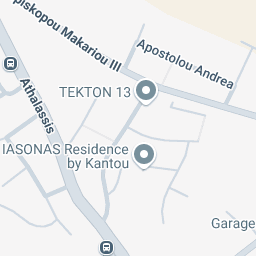 piskopou Makariou III
Apostolou Andrea
TEKTON 13
Athalassis
IASONAS Residence
by Kantou
Garage